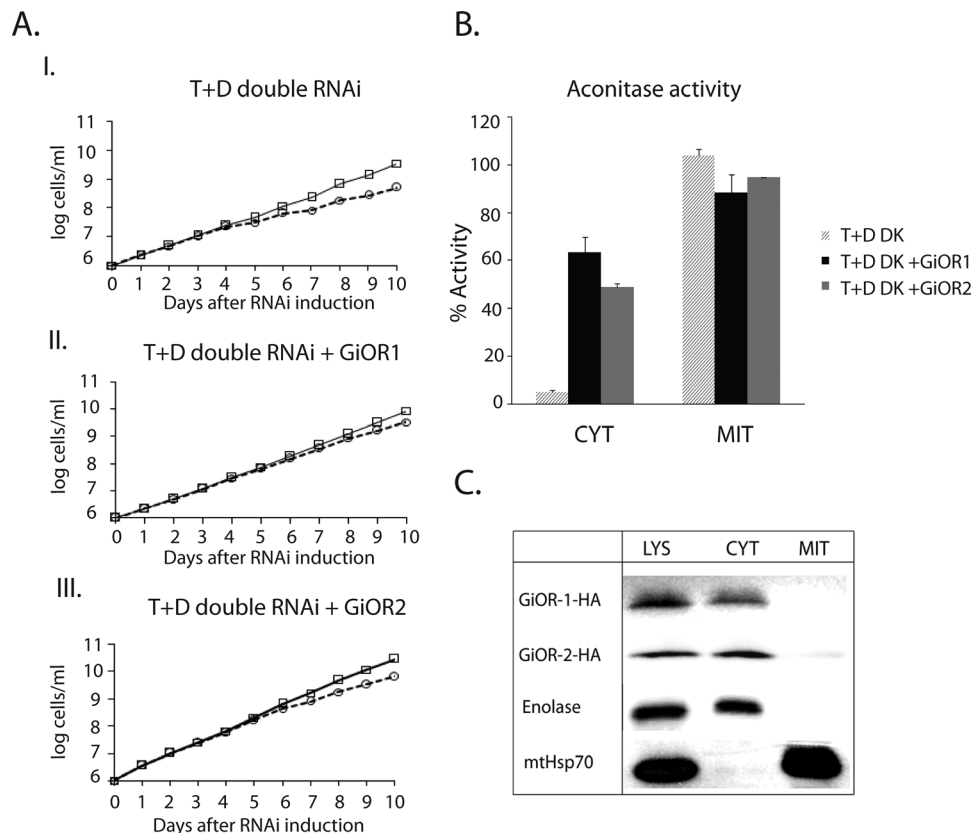 A.
I.
T+D double RNAi
11
10
9
8
7
6
log cells/ml
0 1 2 3 4 5 6 7 8 9 10
Days after RNAi induction
II.
T+D double RNAi + GiOR1
11
10
9
8
7
6
log cells/ml
0 1 2 3 4 5 6 7 8 9 10
Days after RNAi induction
III.
T+D double RNAi + GiOR2
11
10
9
8
7
6
log cells/ml
0 1 2 3 4 5 6 7 8 9 10
Days after RNAi induction
B.
Aconitase activity
120
100
80
60
40
20
0
% Activity
CYT MIT
T+D DK
T+D DK +GiOR1
T+D DK +GiOR2
C.
LYS CYT MIT
GiOR-1-HA
GiOR-2-HA
Enolase
mtHsp70